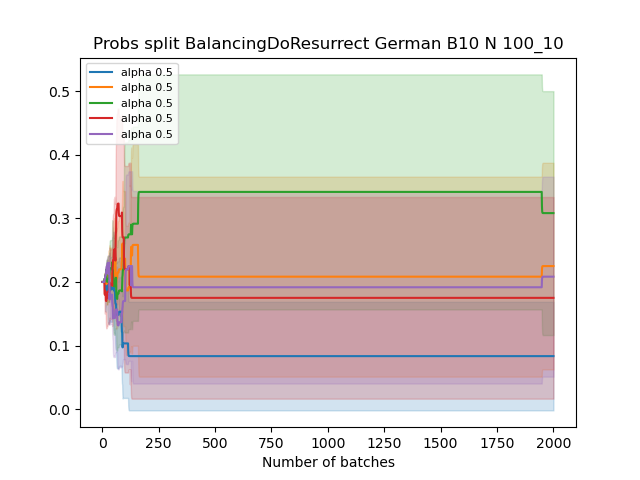 Probs split BalancingDoResurrect German B10 N 100_10
alpha 0.5
alpha 0.5
alpha 0.5
alpha 0.5
alpha 0.5
0.5
0.4
0.3
0.2
0.1
0.0
0 250 500 750 1000 1250 1500 1750 2000
Number of batches